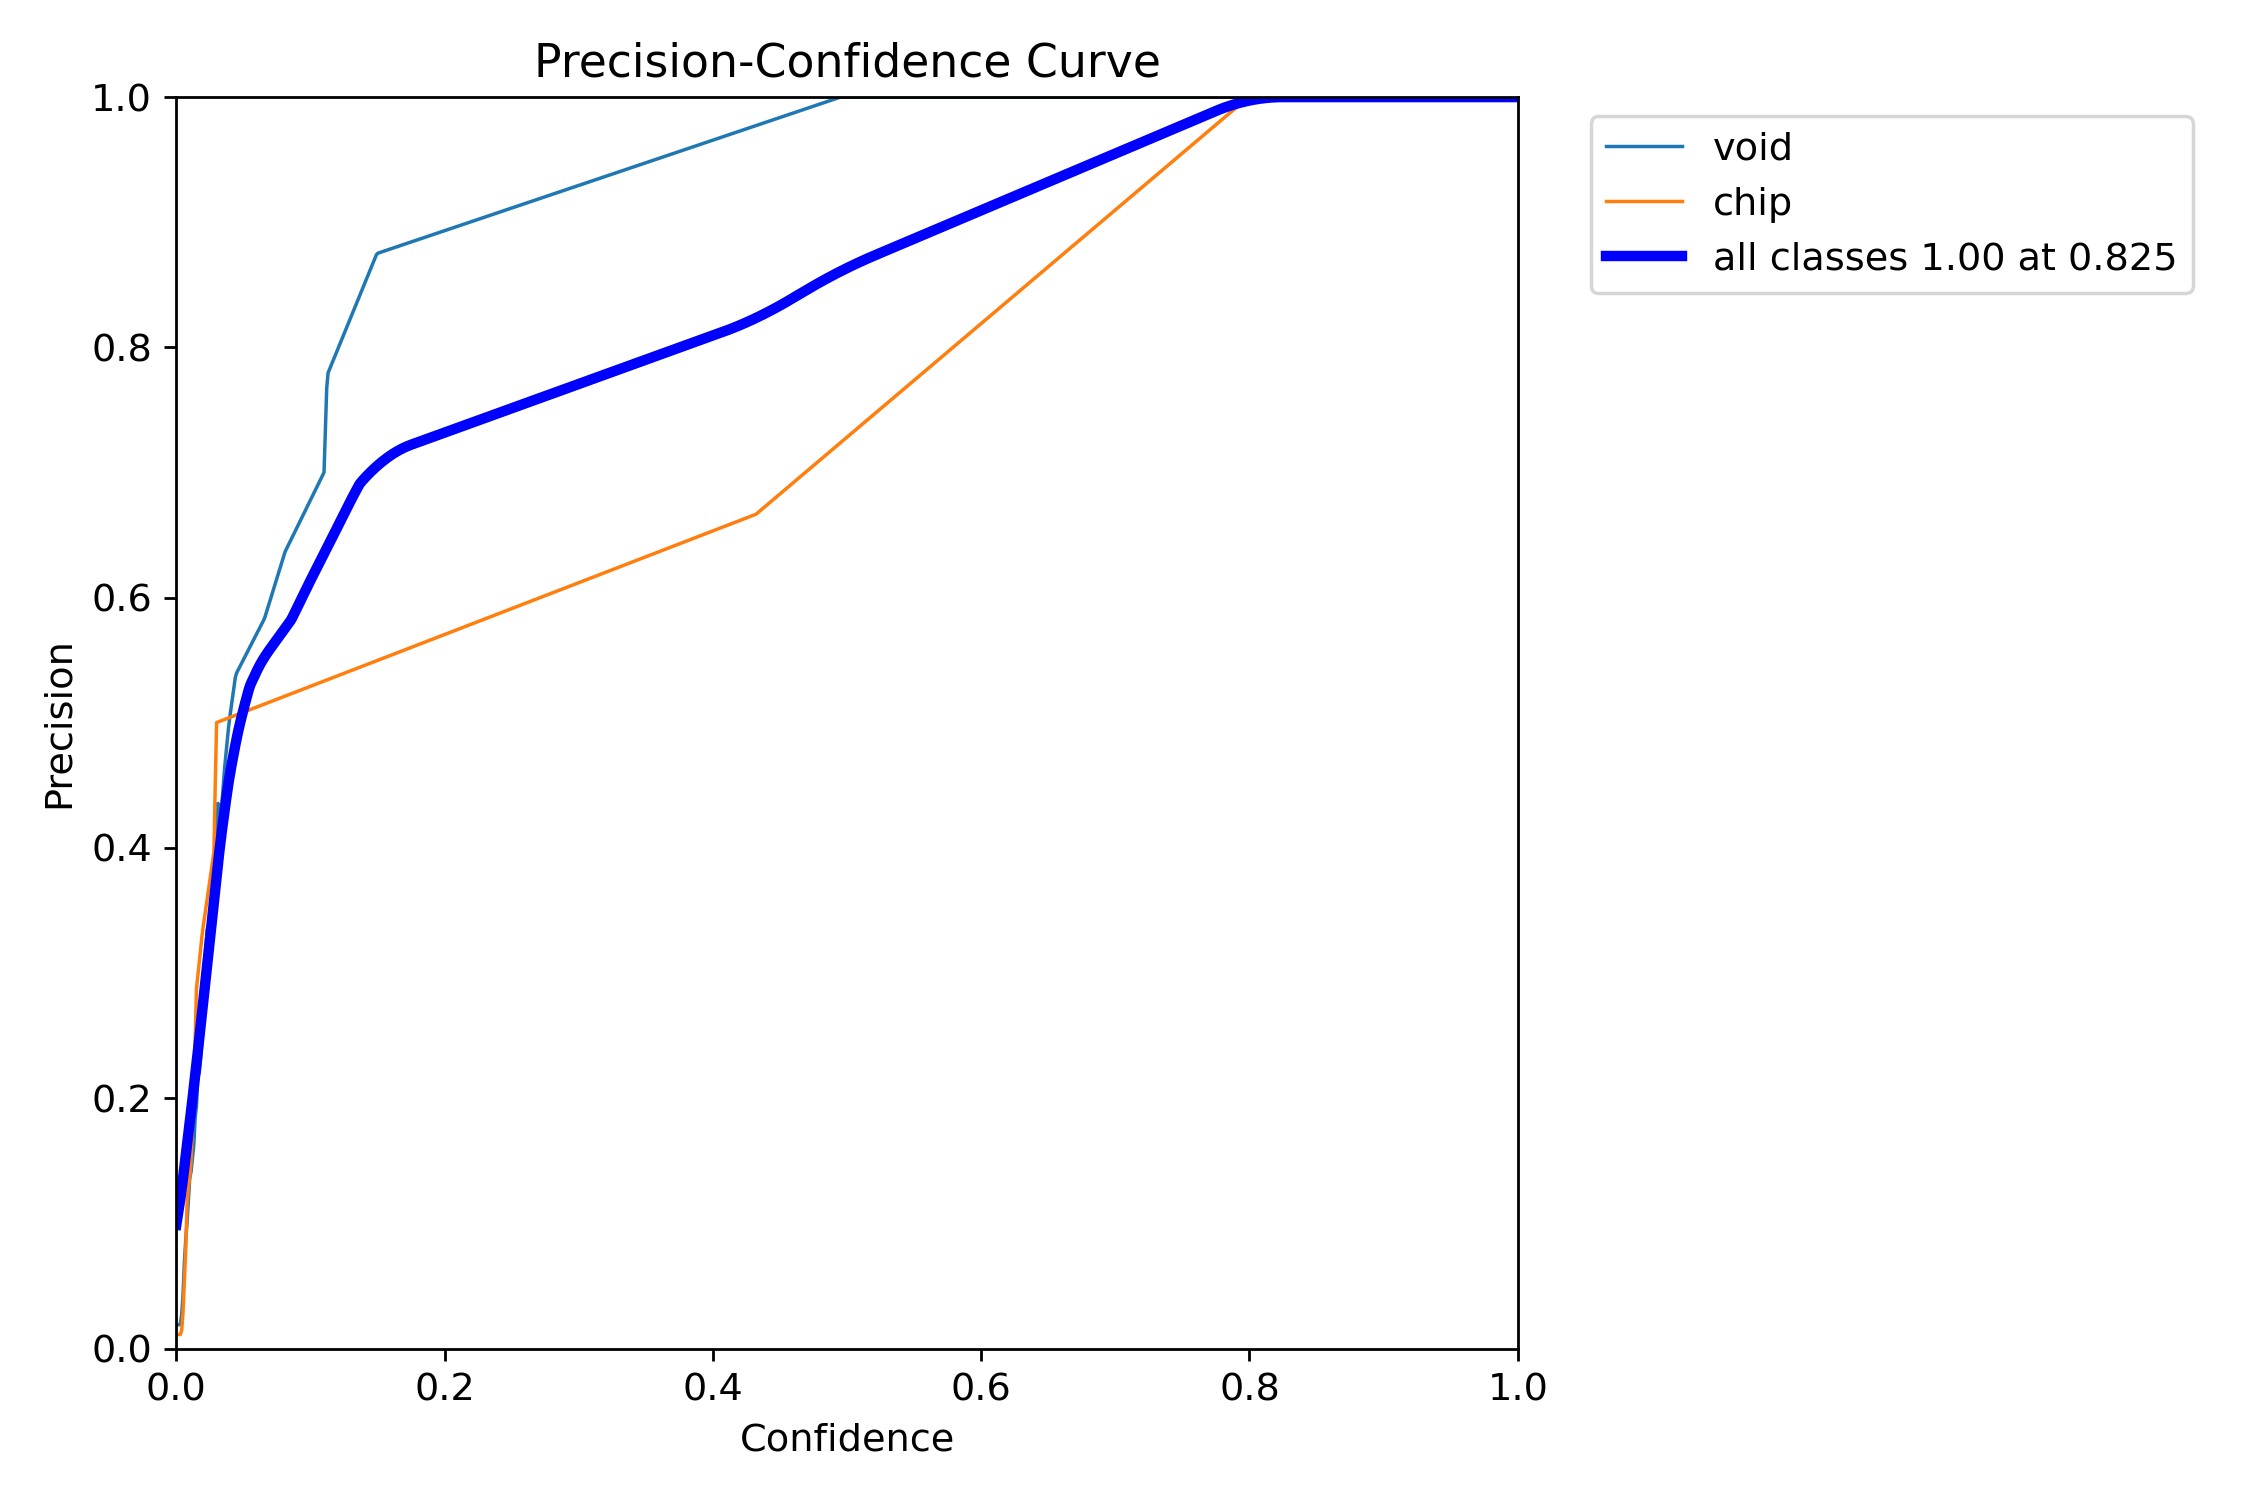 Precision-Confidence Curve
1.0
0.8
0.6
0.4
0.2
0.0
Precision
0.0 0.2 0.4 0.6 0.8 1.0
Confidence
void
chip
all classes 1.00 at 0.825